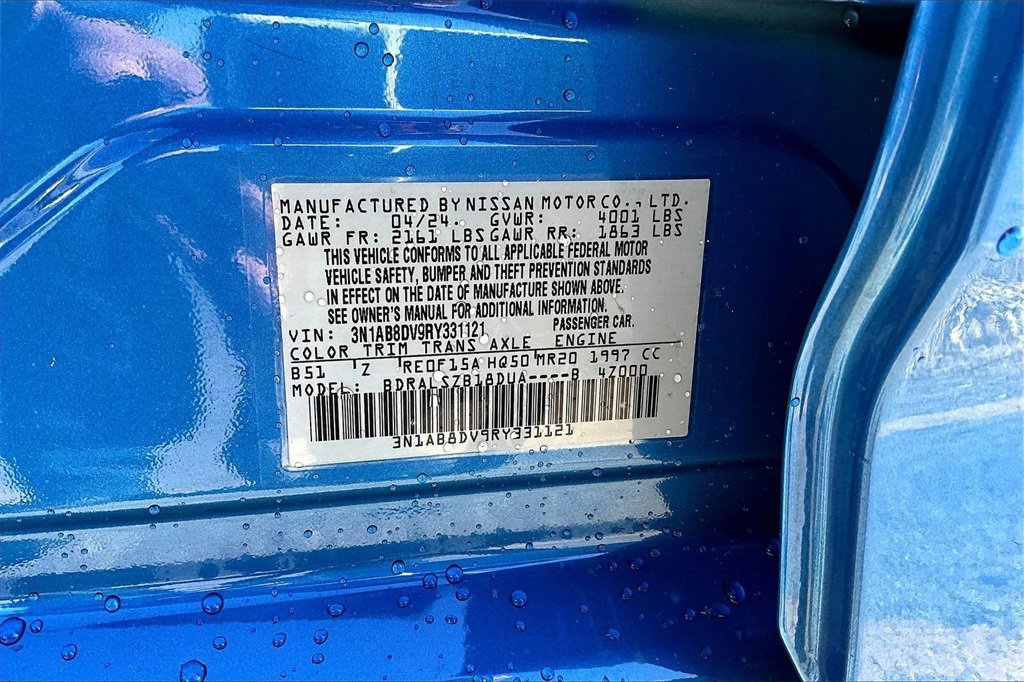 MANUFACTURED BY NISSAN MOTOR CO., LTD.
DATE: 04/24. GVWR: 4001 LBS
GAWR FR: 2161 LBS GAWR RR: 1863 LBS
THIS VEHICLE CONFORMS TO ALL APPLICABLE FEDERAL MOTOR
VEHICLE SAFETY, BUMPER, AND THEFT PREVENTION STANDARDS
IN EFFECT ON THE DATE OF MANUFACTURE SHOWN ABOVE.
SEE OWNER'S MANUAL FOR ADDITIONAL INFORMATION.
VIN: 3N1AB8DV9RY331121 PASSENGER CAR.
COLOR TRIM TRANS AXLE ENGINE
B51 Z RE0F15A HQ50 MR20 1997 CC
MODEL: BDRALSZB18DUA----B 4Z000
3N1AB8DV9RY331121